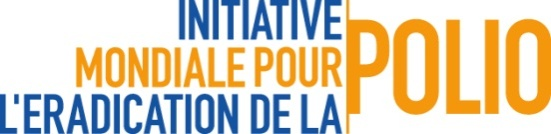 INITIATIVE
MONDIALE POUR
L'ERADICATION DE LA
POLIO